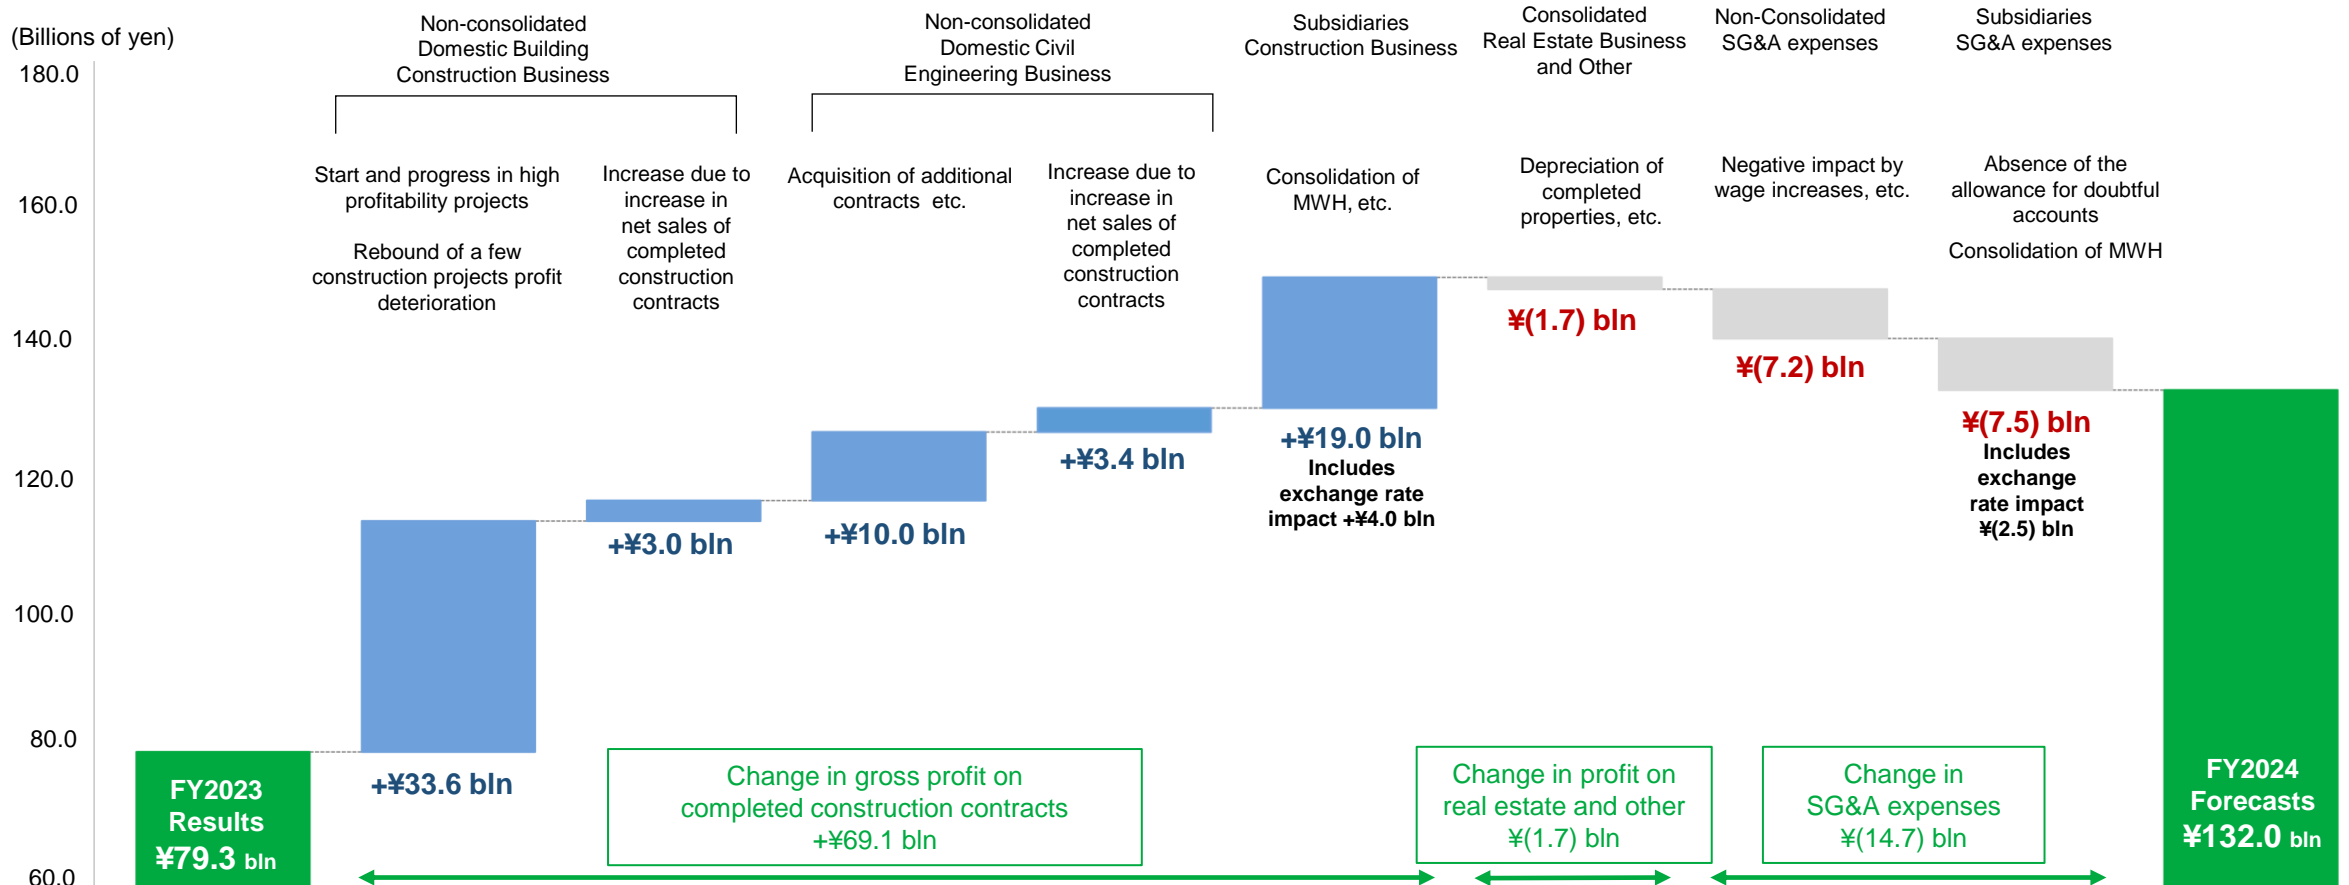 (Billions of yen)
180.0
160.0
140.0
120.0
100.0
80.0
60.0
Non-consolidated
Domestic Building
Construction Business
Non-consolidated
Domestic Civil
Engineering Business
Subsidiaries
Construction Business
Consolidated
Real Estate Business
and Other
Non-Consolidated
SG&A expenses
Subsidiaries
SG&A expenses
Start and progress in high
profitability projects
Rebound of a few
construction projects profit
deterioration
Increase due to
increase in
net sales of
completed
construction
contracts
Acquisition of additional
contracts etc.
Increase due to
increase in
net sales of
completed
construction
contracts
Consolidation of
MWH, etc.
Depreciation of
completed
properties, etc.
Negative impact by
wage increases, etc.
Absence of the
allowance for doubtful
accounts
Consolidation of MWH
FY2023
Results
¥79.3 bln
+¥33.6 bln
+¥3.0 bln
+¥10.0 bln
+¥3.4 bln
+¥19.0 bln
Includes
exchange rate
impact +¥4.0 bln
¥(1.7) bln
¥(7.2) bln
¥(7.5) bln
Includes
exchange
rate impact
¥(2.5) bln
FY2024
Forecasts
¥132.0 bln
Change in gross profit on
completed construction contracts
+¥69.1 bln
Change in profit on
real estate and other
¥(1.7) bln
Change in
SG&A expenses
¥(14.7) bln